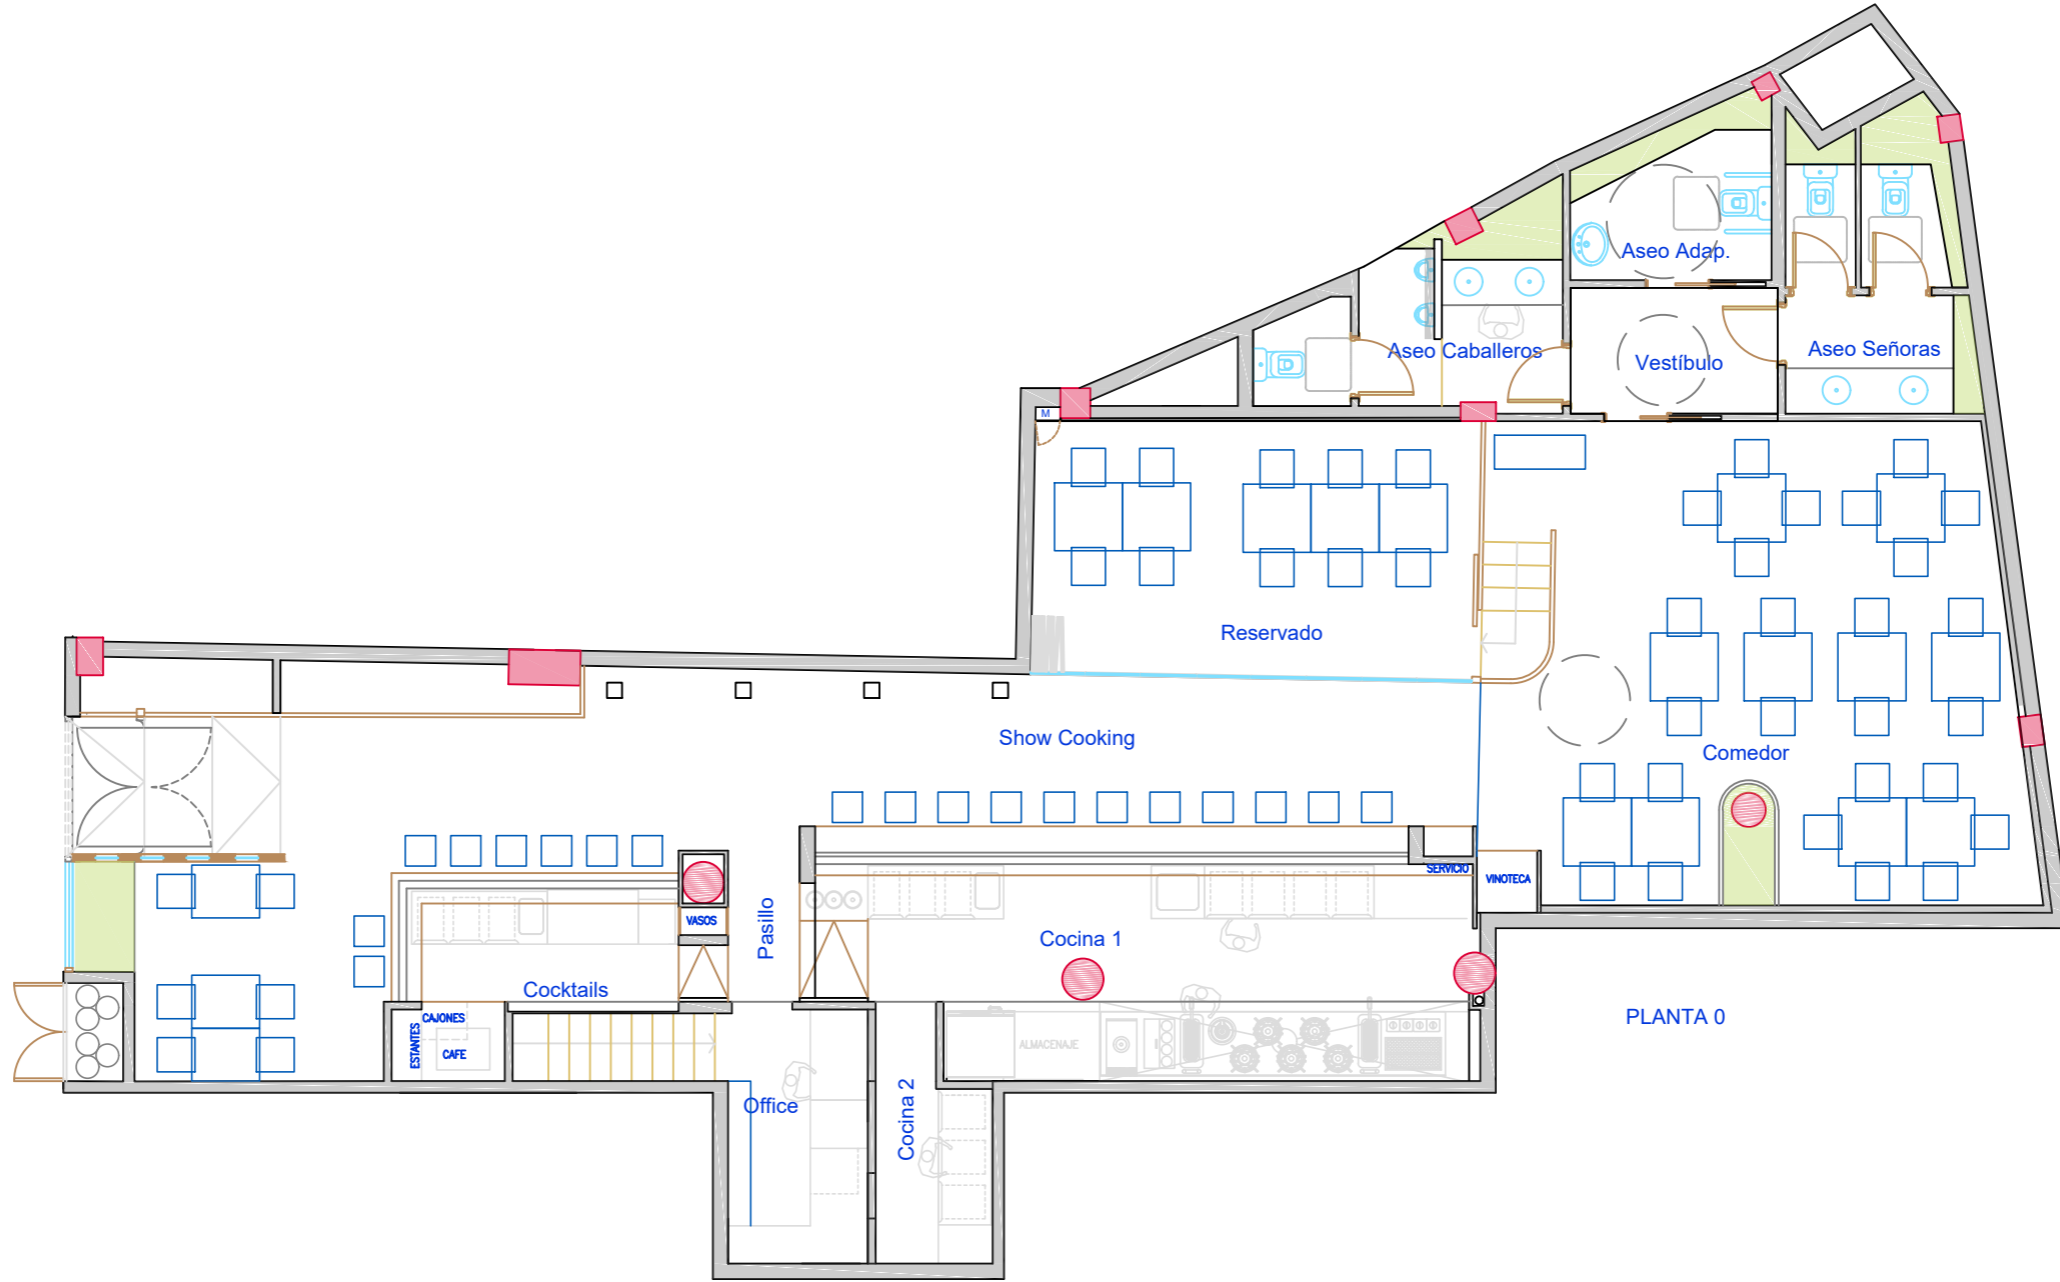 Aseo Adap.
Aseo Caballeros
Vestíbulo
Aseo Señoras
M
Reservado
Show Cooking
Comedor
SERVICIO
VINOTECA
VASOS
Pasillo
Cocina 1
Cocktails
CAJONES
ESTANTES
CAFE
ALMACENAJE
PLANTA 0
Office
Cocina 2